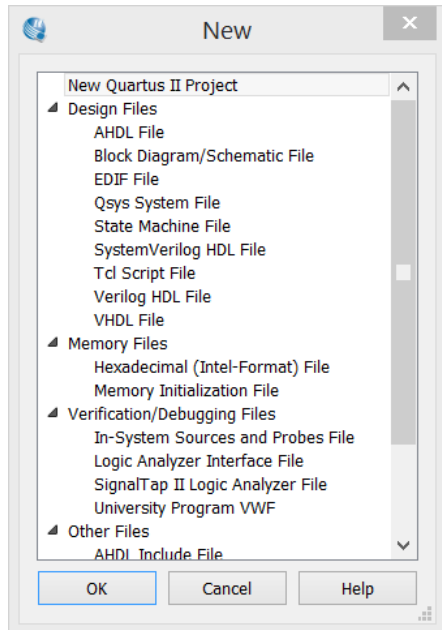 New
New Quartus II Project
Design Files
AHDL File
Block Diagram/Schematic File
EDIF File
Qsys System File
State Machine File
SystemVerilog HDL File
Tcl Script File
Verilog HDL File
VHDL File
Memory Files
Hexadecimal (Intel-Format) File
Memory Initialization File
Verification/Debugging Files
In-System Sources and Probes File
Logic Analyzer Interface File
SignalTap II Logic Analyzer File
University Program VWF
Other Files
AHDL Include File
OK Cancel Help